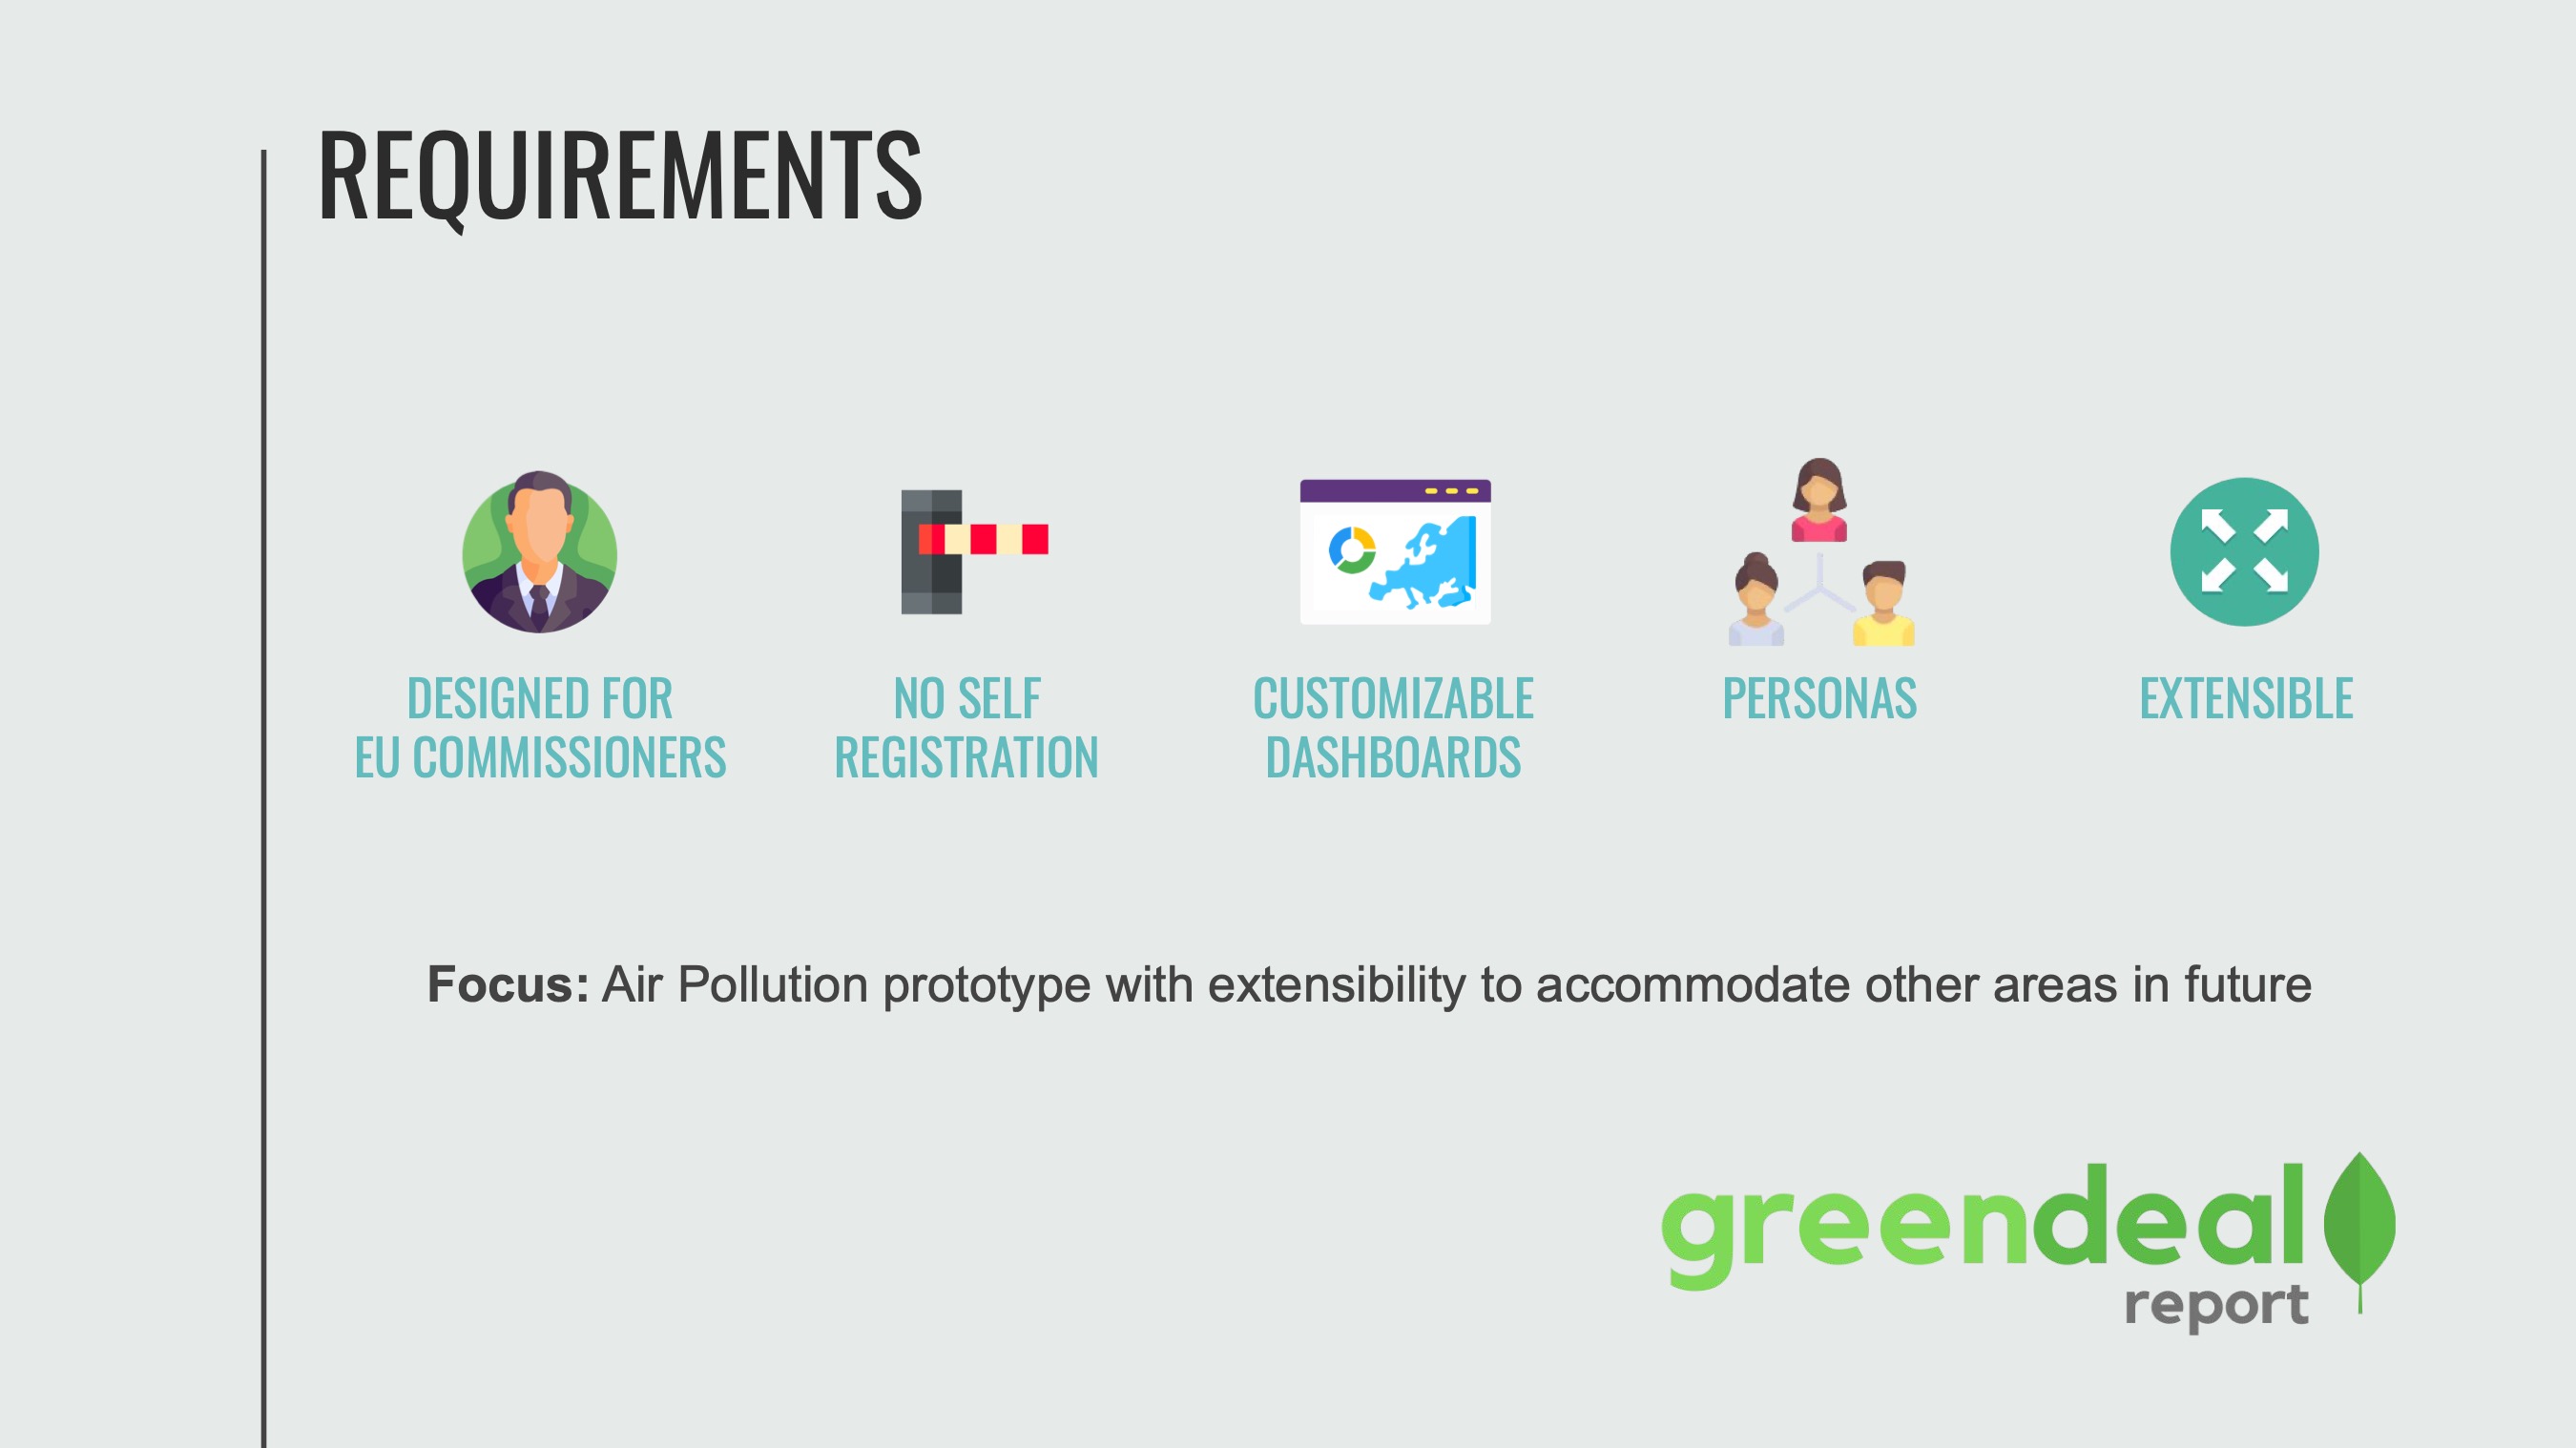 REQUIREMENTS
DESIGNED FOR
EU COMMISSIONERS
NO SELF
REGISTRATION
CUSTOMIZABLE
DASHBOARDS
PERSONAS
EXTENSIBLE
Focus: Air Pollution prototype with extensibility to accommodate other areas in future
greendeal
report